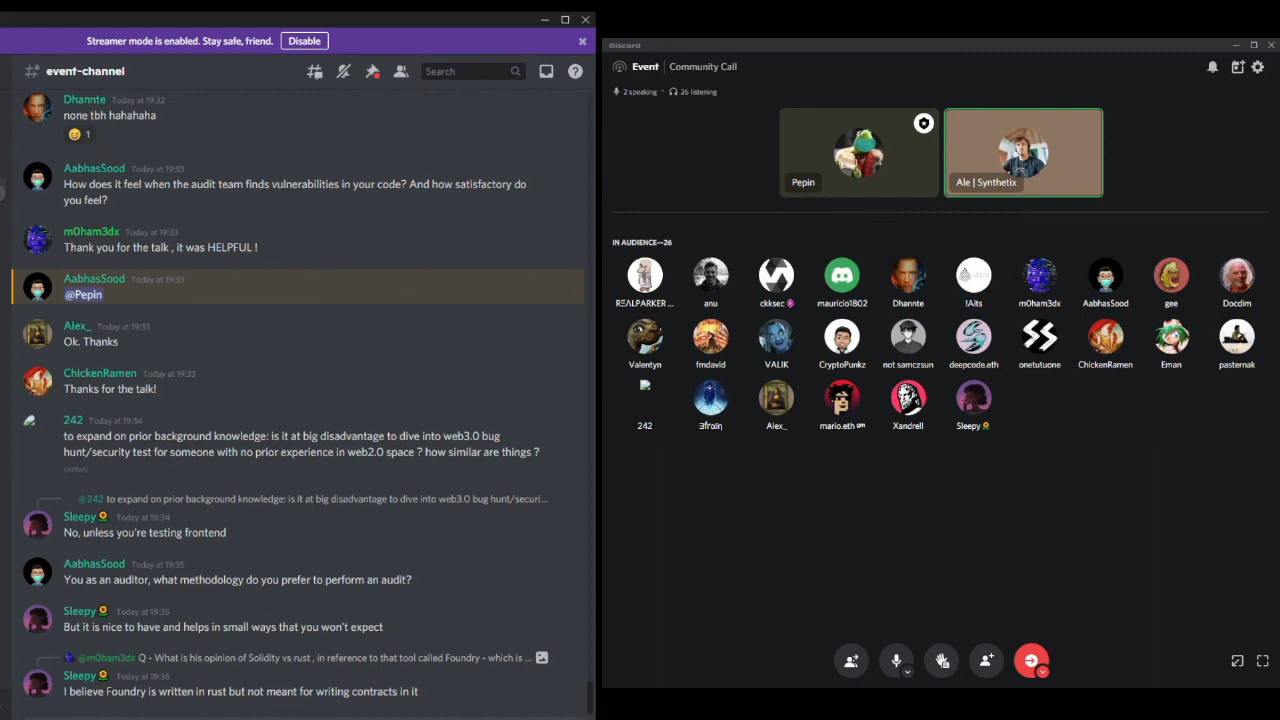 Streamer mode is enabled. Stay safe, friend. Disable
event-channel
Search
Dhannte Today at 19:32
none tbh hahahaha
1
AabhasSood Today at 19:33
How does it feel when the audit team finds vulnerabilities in your code? And how satisfactory do
you feel?
m0ham3dx Today at 19:33
Thank you for the talk , it was HELPFUL !
AabhasSood Today at 19:33
@Pepin
Alex_ Today at 19:33
Ok. Thanks
ChickenRamen Today at 19:33
Thanks for the talk!
242 Today at 19:34
to expand on prior background knowledge: is it at big disadvantage to dive into web3.0 bug
hunt/security test for someone with no prior experience in web2.0 space ? how similar are things ?
(edited)
@242 to expand on prior background knowledge: is it at big disadvantage to dive into web3.0 bug hunt/securi...
Sleepy🌻 Today at 19:34
No, unless you're testing frontend
AabhasSood Today at 19:35
You as an auditor, what methodology do you prefer to perform an audit?
Sleepy🌻 Today at 19:35
But it is nice to have and helps in small ways that you won't expect
@m0ham3dx Q - What is his opinion of Solidity vs rust , in reference to that tool called Foundry - which is ...
Sleepy🌻 Today at 19:36
I believe Foundry is written in rust but not meant for writing contracts in it
Discord
Event Community Call
2 speaking • 26 listening
Pepin
Ale | Synthetix
IN AUDIENCE—26
RΞΛLPARKER ...
anu
ckksec
mauricio1802
Dhannte
!Aits
m0ham3dx
AabhasSood
gee
Docdim
Valentyn
fmdavid
VALIK
CryptoPunkz
not samczsun
deepcode.eth
onetutuone
ChickenRamen
Eman
pasternak
242
Alex_
mario.eth
Xandrell
Sleepy🌻